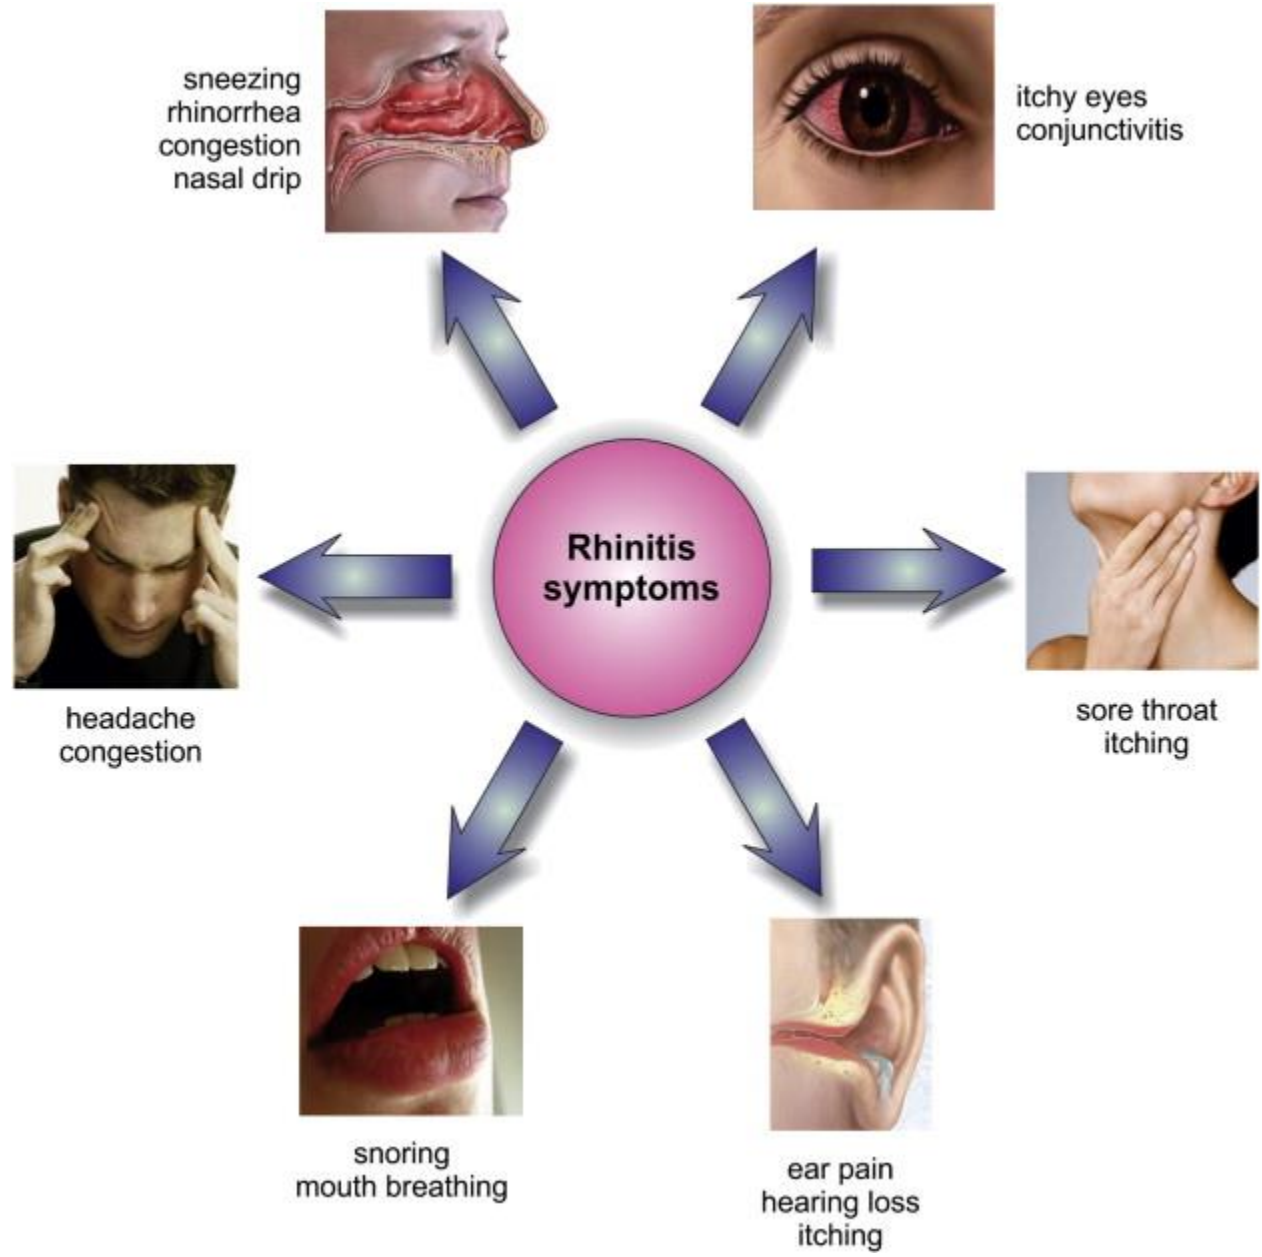 sneezing
rhinorrhea
congestion
nasal drip
itchy eyes
conjunctivitis
Rhinitis
symptoms
headache
congestion
sore throat
itching
snoring
mouth breathing
ear pain
hearing loss
itching